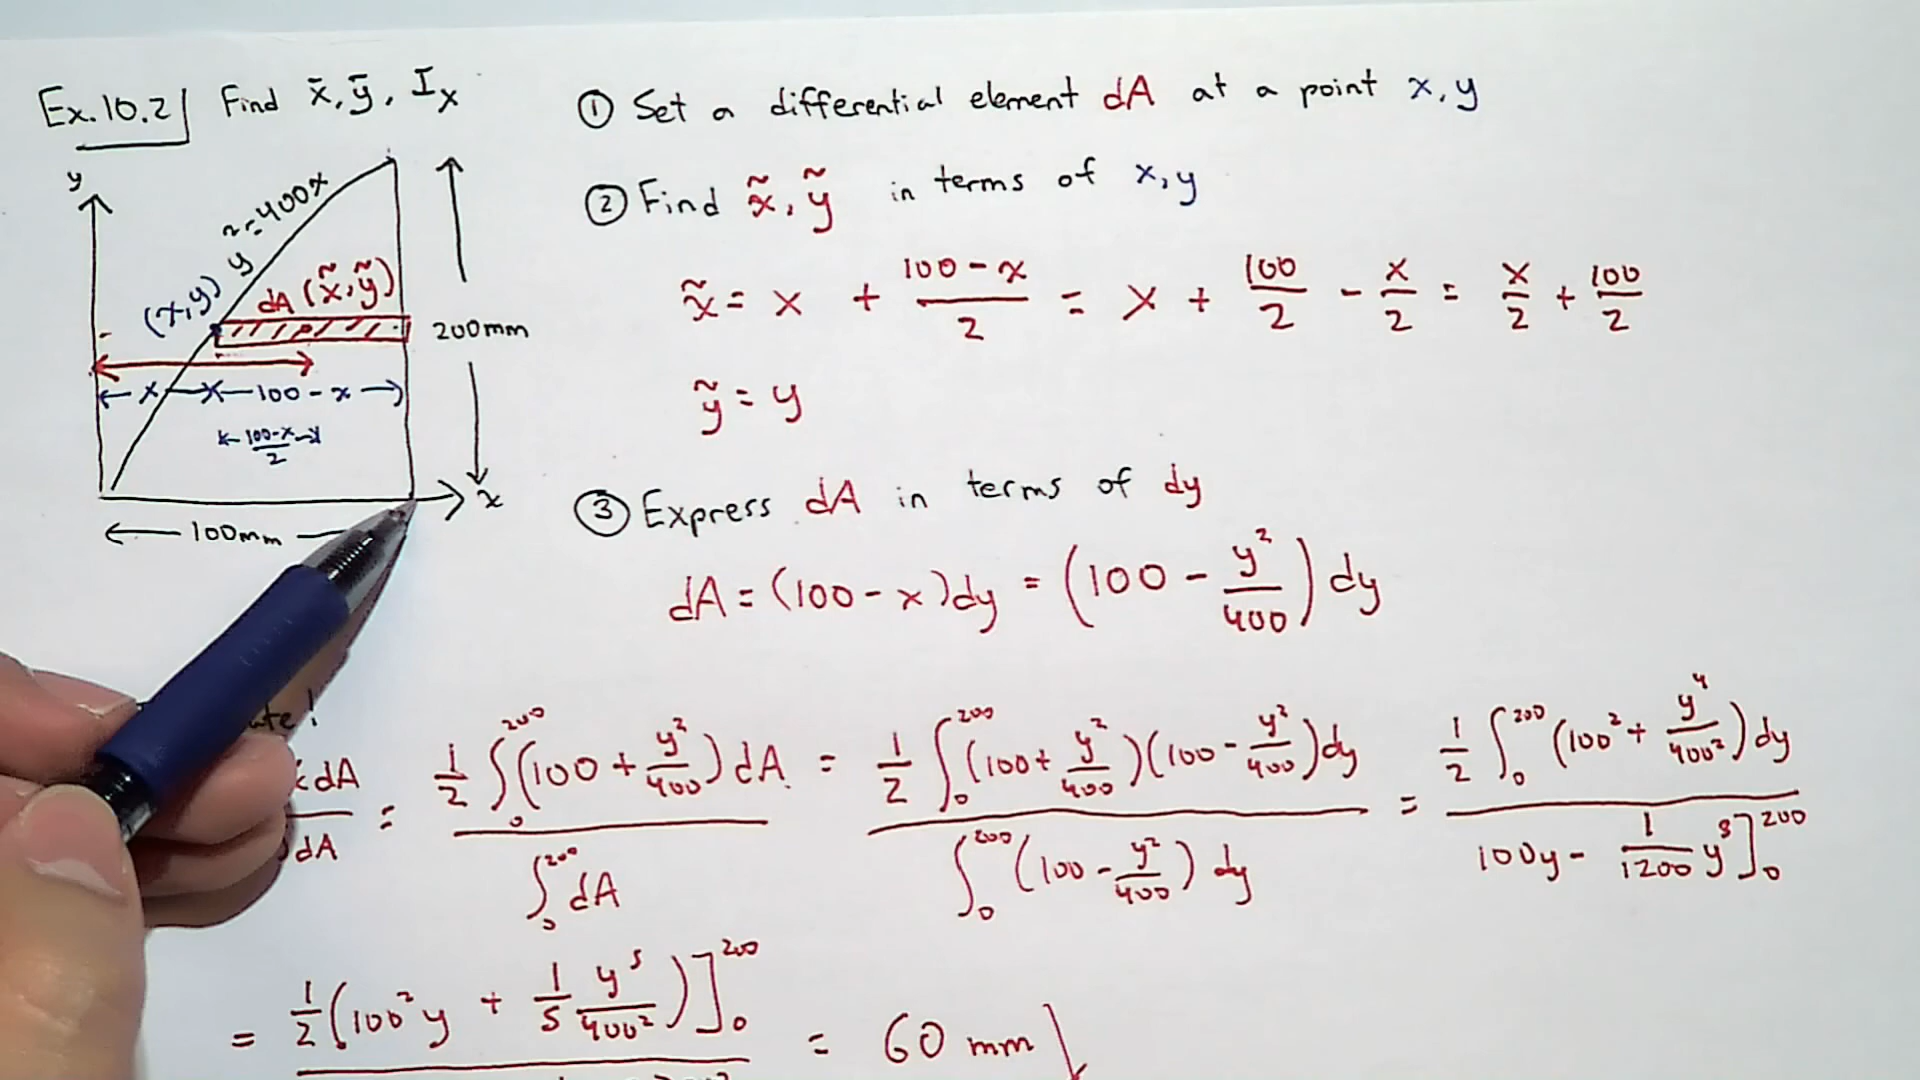 Ex.10.2 Find x̄, ȳ, Ix
y
y² = 400x
(x,y)
dA (x̃,ỹ)
200mm
x 100-x
(100-x)/2
x
100mm
① Set a differential element dA at a point x,y
② Find x̃, ỹ in terms of x,y
x̃ = x + (100-x)/2 = x + 100/2 - x/2 = x/2 + 100/2
ỹ = y
③ Express dA in terms of dy
dA = (100-x)dy = (100 - y²/400) dy
dA / dA = 1/2 ∫₀²⁰⁰ (100 + y²/400) dA / ∫₀²⁰⁰ dA = 1/2 ∫₀²⁰⁰ (100 + y²/400)(100 - y²/400) dy / ∫₀²⁰⁰ (100 - y²/400) dy = 1/2 ∫₀²⁰⁰ (100² + y⁴/400²) dy / 100y - 1/1200 y³]₀²⁰⁰
= 1/2 (100²y + 1/5 y⁵/400²)]₀²⁰⁰ = 60 mm